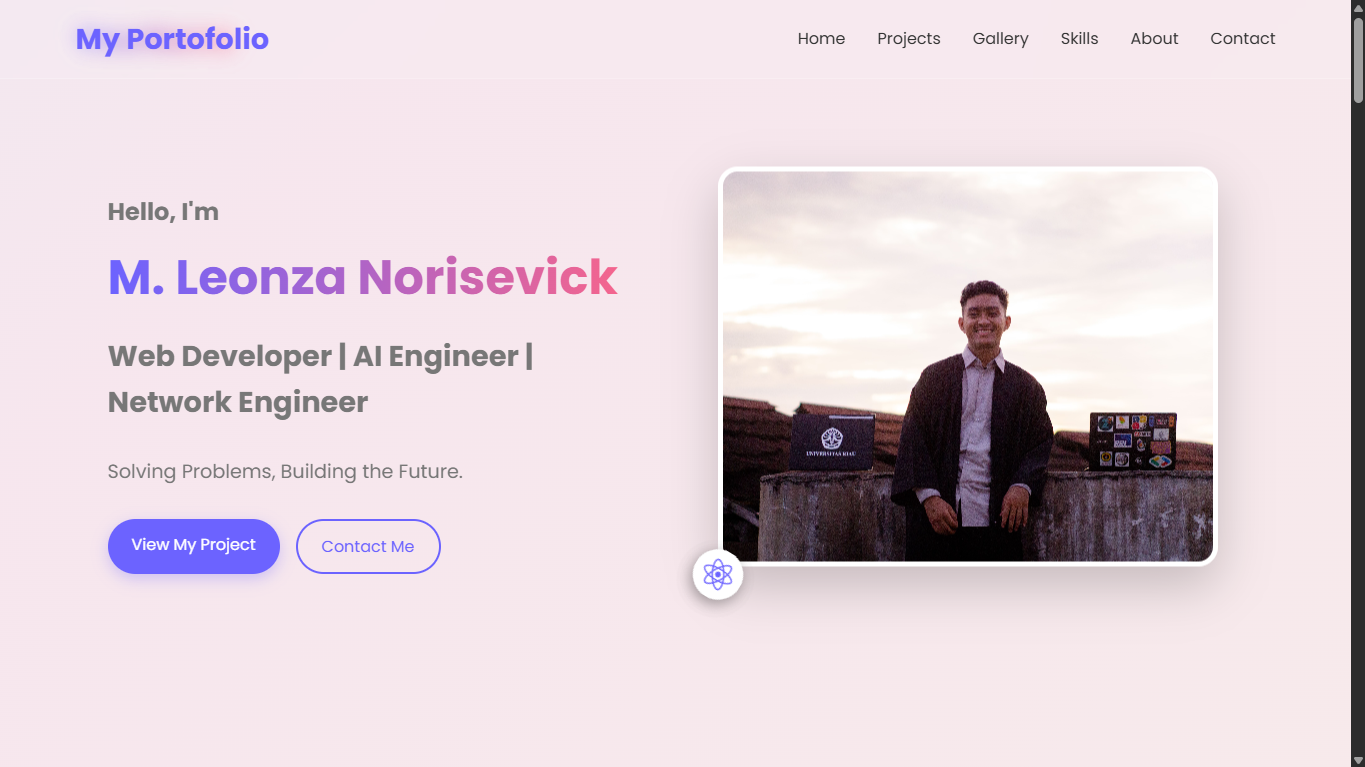 My Portofolio
Home Projects Gallery Skills About Contact
Hello, I'm
M. Leonza Norisevick
Web Developer | AI Engineer |
Network Engineer
Solving Problems, Building the Future.
View My Project Contact Me
UNIVERSITAS RIAU